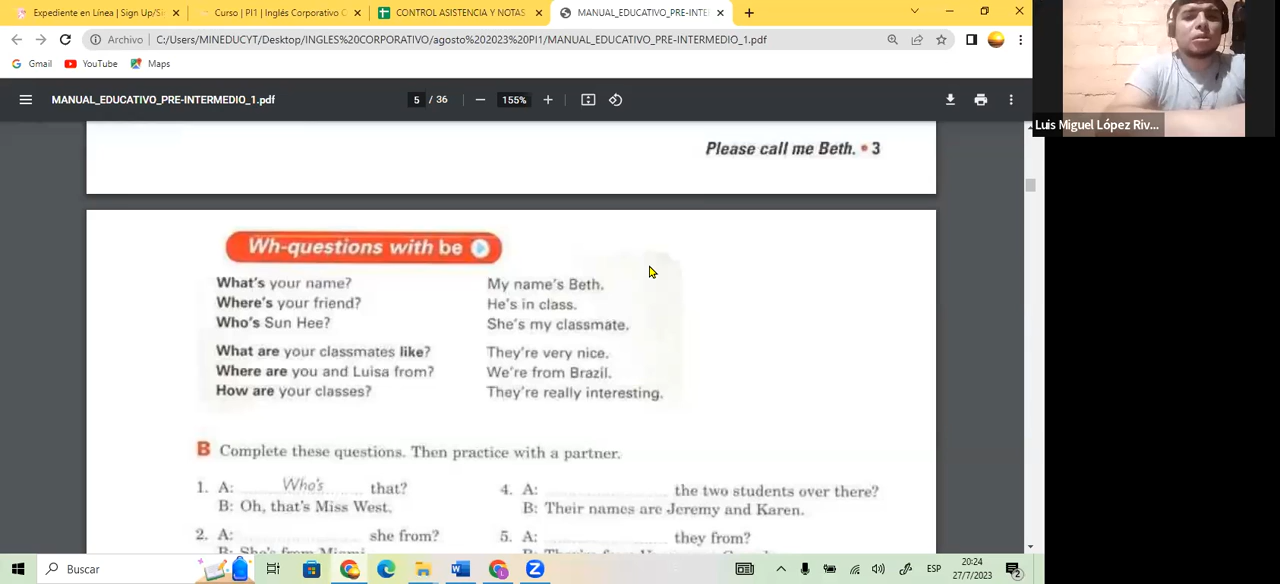 Expediente en Línea | Sign Up/Si
Curso | PI1 | Inglés Corporativo C
CONTROL ASISTENCIA Y NOTAS
MANUAL_EDUCATIVO_PRE-INTERME
Archivo
C:/Users/MINEDUCYT/Desktop/INGLES%20CORPORATIVO/agosto%202023%20PI1/MANUAL_EDUCATIVO_PRE-INTERMEDIO_1.pdf
Gmail YouTube Maps
MANUAL_EDUCATIVO_PRE-INTERMEDIO_1.pdf
5 / 36
155%
Luis Miguel López Riv...
Please call me Beth. • 3
Wh-questions with be
What's your name? My name's Beth.
Where's your friend? He's in class.
Who's Sun Hee? She's my classmate.
What are your classmates like? They're very nice.
Where are you and Luisa from? We're from Brazil.
How are your classes? They're really interesting.
B Complete these questions. Then practice with a partner.
1. A: Who's that?
B: Oh, that's Miss West.
2. A: she from?
B: She's from Miami
4. A: the two students over there?
B: Their names are Jeremy and Karen.
5. A: they from?
Buscar
ESP
20:24
27/7/2023
2